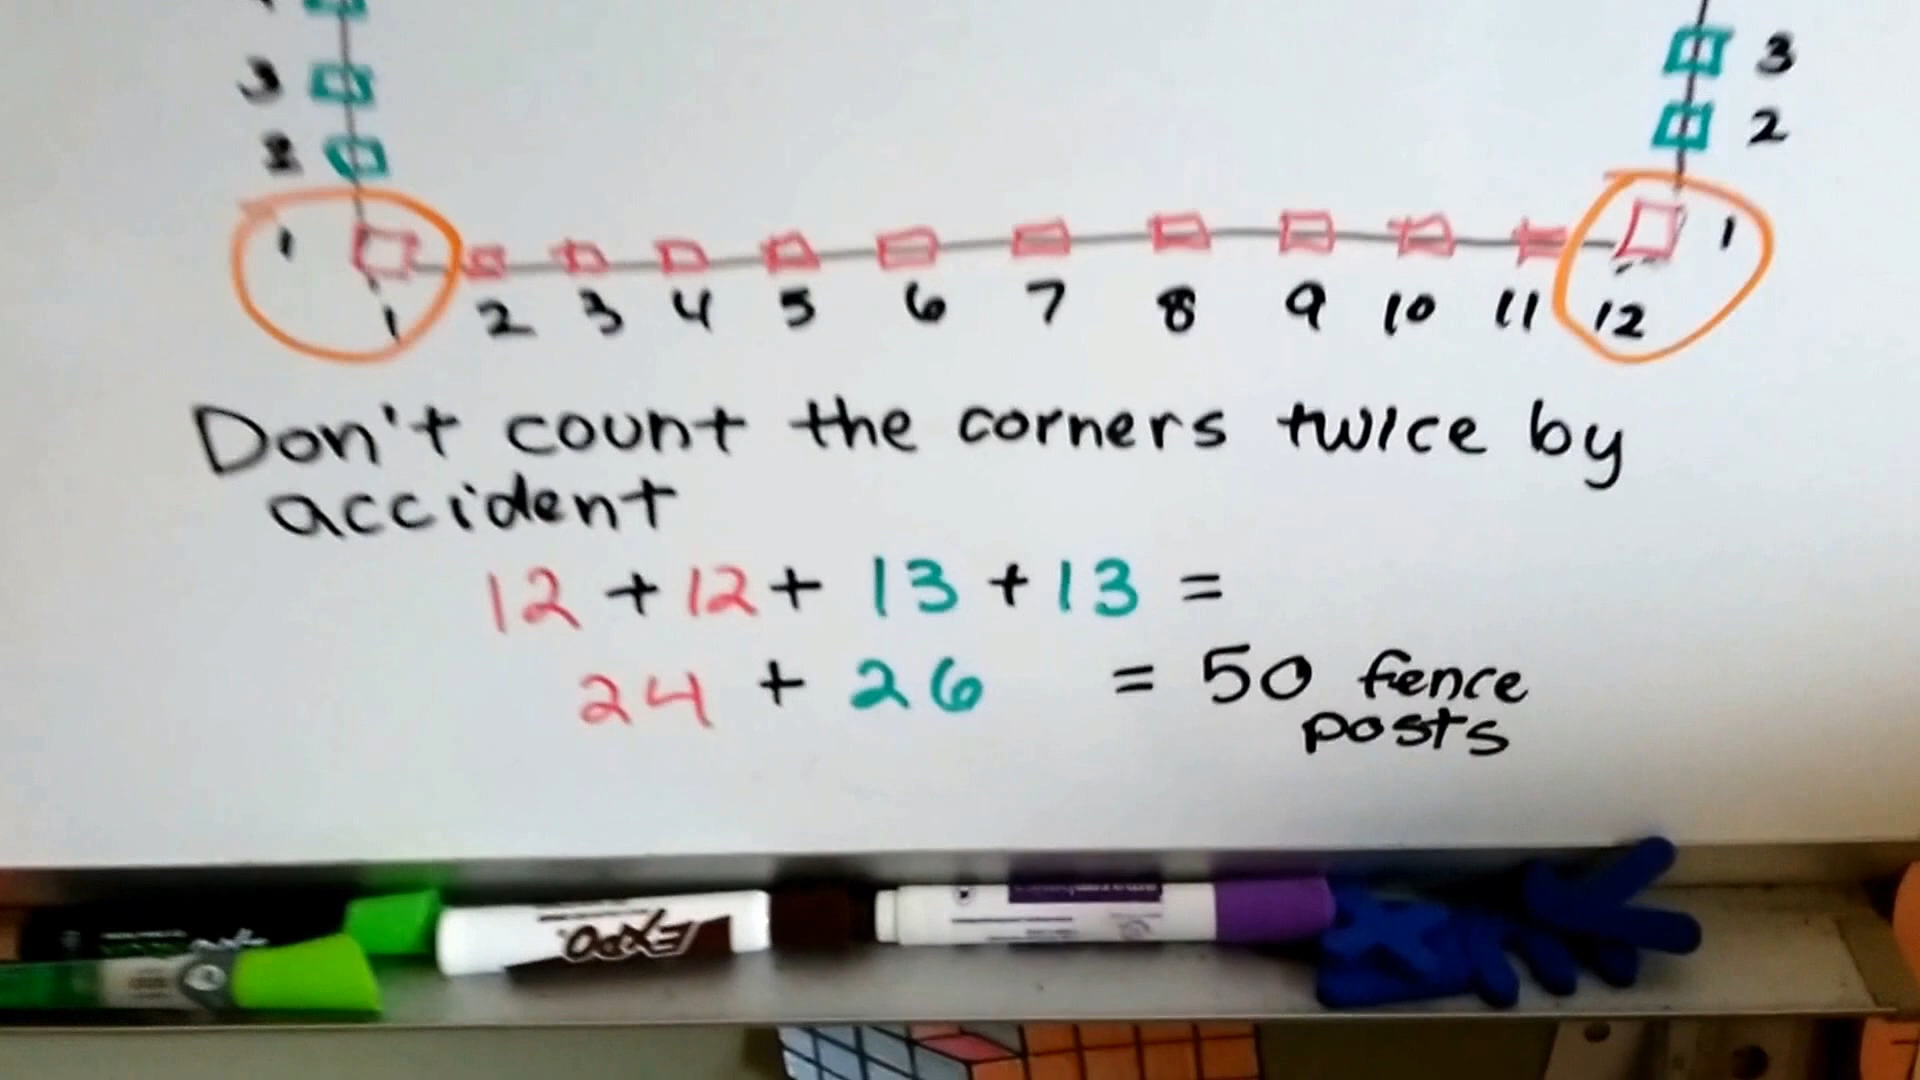 3 3
2 2
1 1
1 2 3 4 5 6 7 8 9 10 11 12
Don't count the corners twice by
accident
12 + 12 + 13 + 13 =
24 + 26 = 50 fence
posts
EXPO